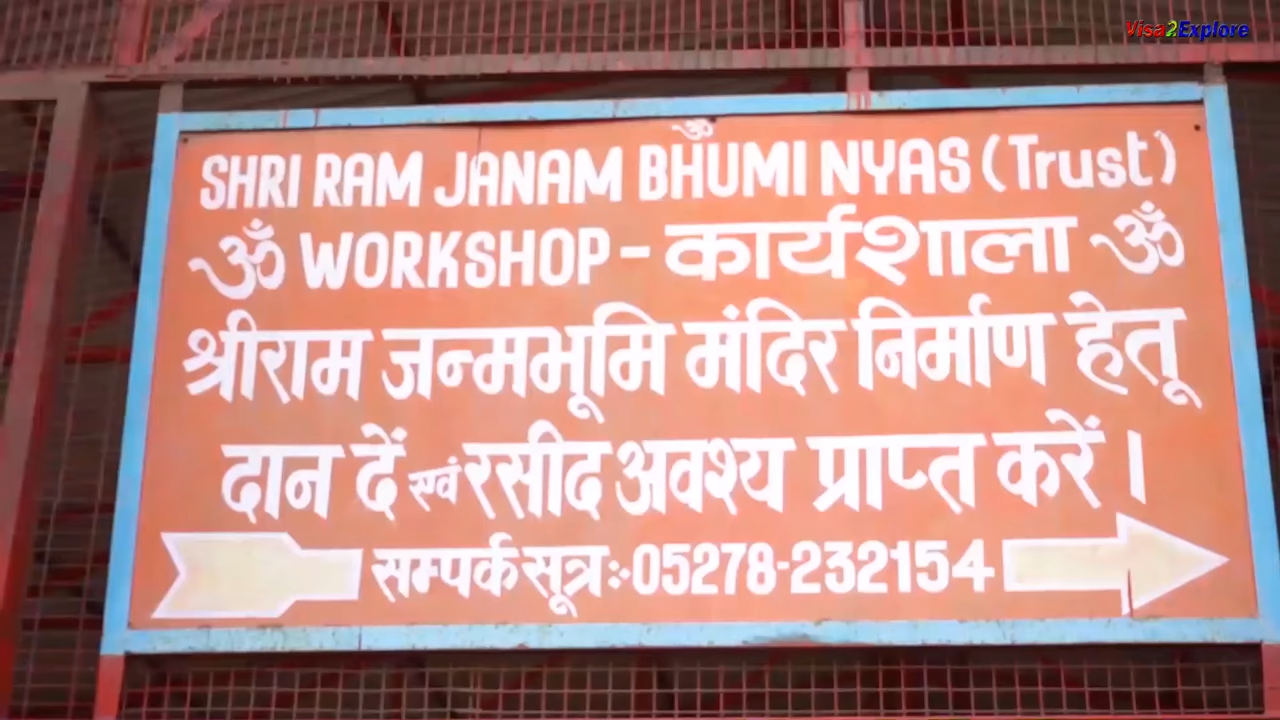 Visa2Explore
ॐ
SHRI RAM JANAM BHUMI NYAS (Trust)
ॐ WORKSHOP - कार्यशाला ॐ
श्रीराम जन्मभूमि मंदिर निर्माण हेतू
दान दें एवं रसीद अवश्य प्राप्त करें।
सम्पर्क सूत्रः-05278-232154